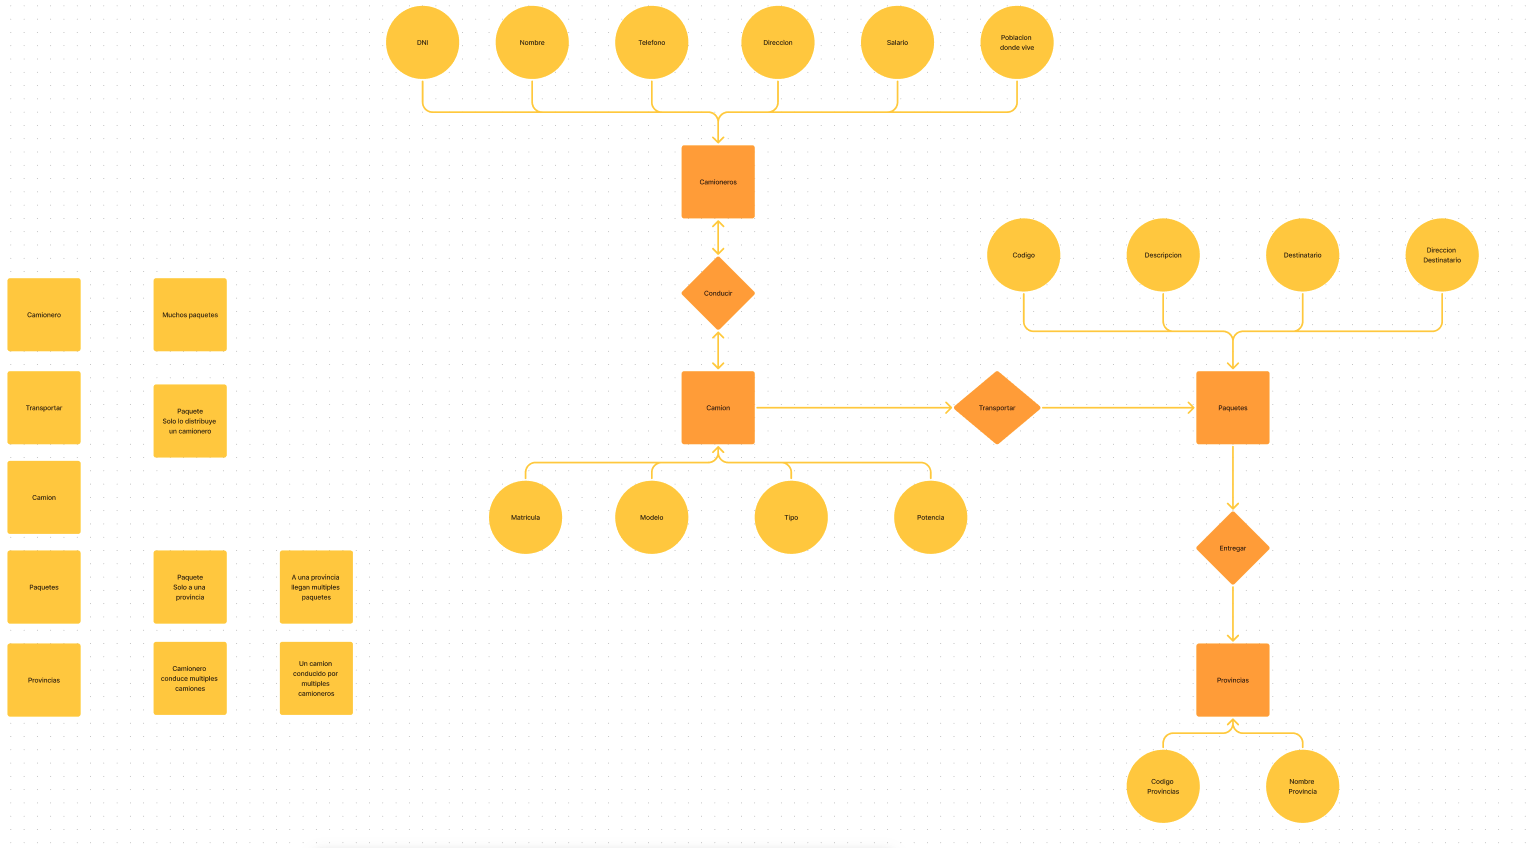 DNI
Nombre
Telefono
Direccion
Salario
Poblacion
donde vive
Camioneros
Conducir
Codigo
Descripcion
Destinatario
Direccion
Destinatario
Camionero
Muchos paquetes
Transportar
Paquete
Solo lo distribuye
un camionero
Camion
Transportar
Paquetes
Camion
Matricula
Modelo
Tipo
Potencia
Entregar
Paquetes
Paquete
Solo a una
provincia
A una provincia
llegan multiples
paquetes
Provincias
Camionero
conduce multiples
camiones
Un camion
conducido por
multiples
camioneros
Provincias
Codigo
Provincias
Nombre
Provincia